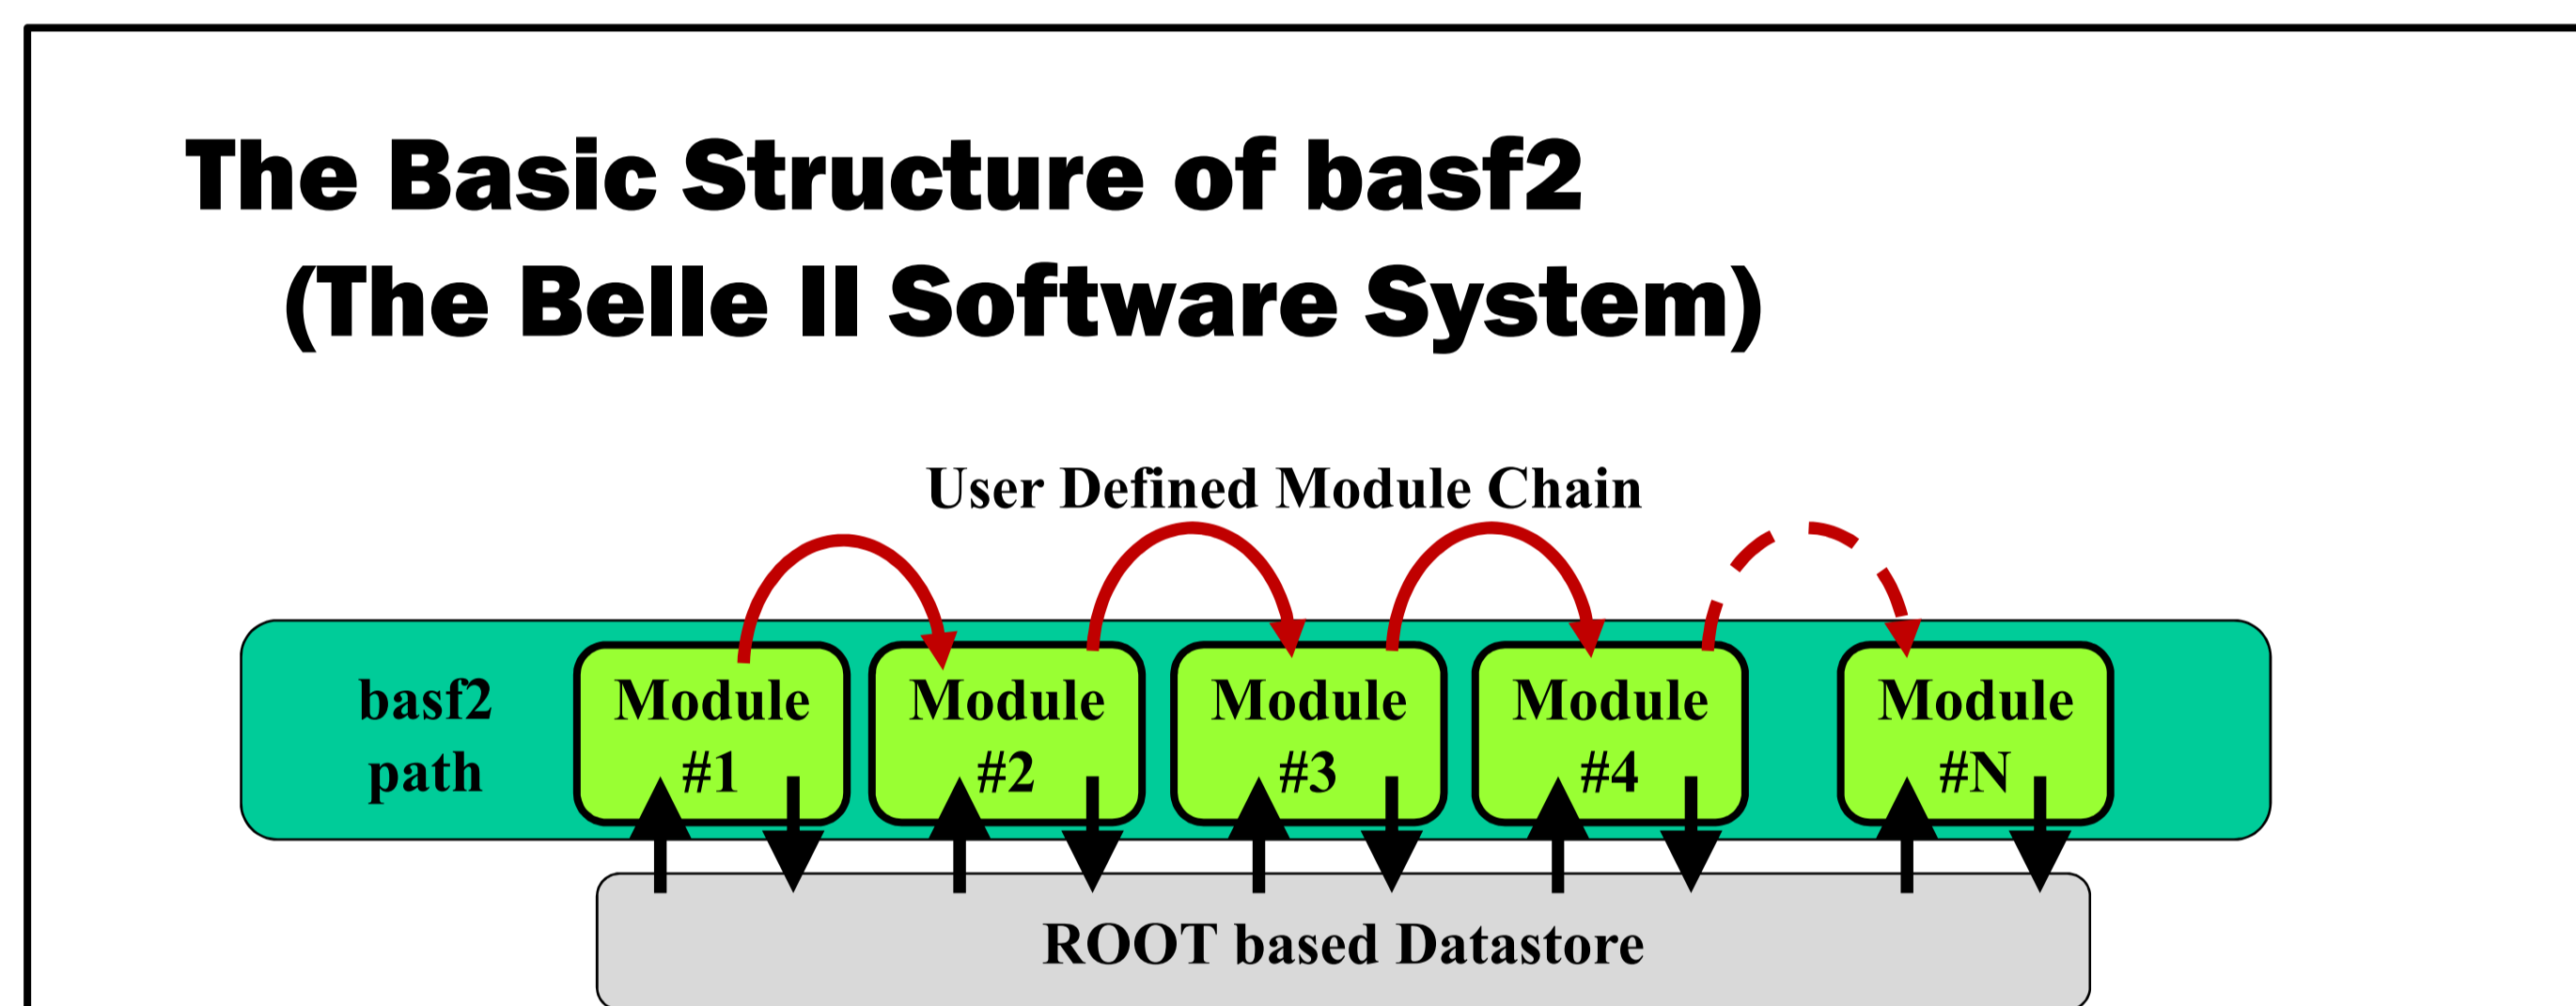 The Basic Structure of basf2
(The Belle II Software System)
User Defined Module Chain
basf2
path
Module
#1
Module
#2
Module
#3
Module
#4
Module
#N
ROOT based Datastore